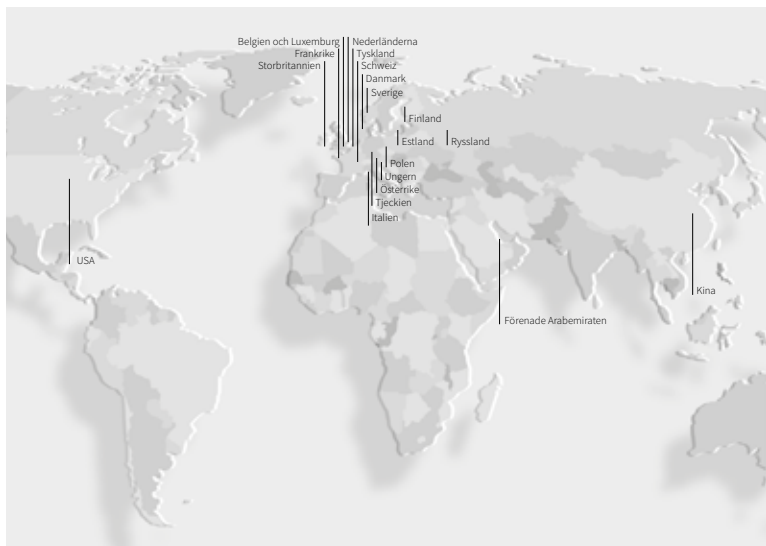 Belgien och Luxemburg
Nederländerna
Frankrike
Tyskland
Storbritannien
Schweiz
Danmark
Sverige
Finland
Estland
Ryssland
Polen
Ungern
Österrike
Tjeckien
Italien
USA
Kina
Förenade Arabemiraten